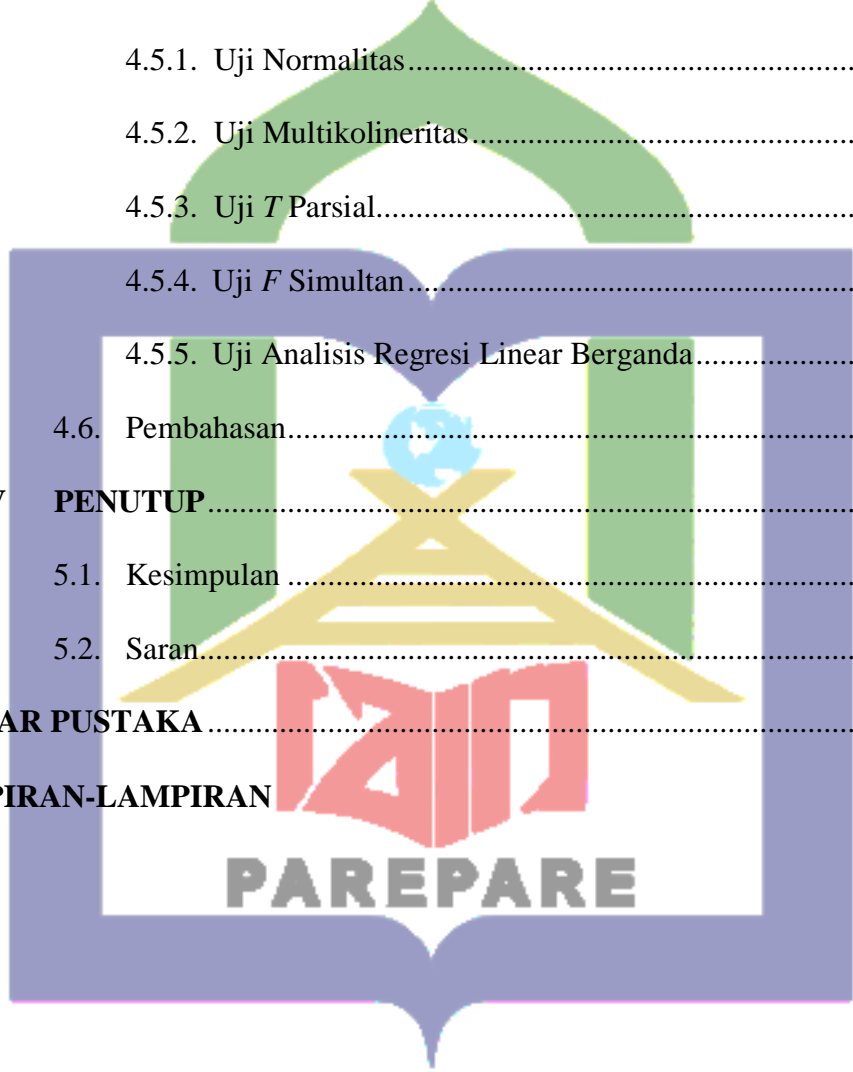 4.5.1. Uji Normalitas
4.5.2. Uji Multikolineritas
4.5.3. Uji T Parsial
4.5.4. Uji F Simultan
4.5.5. Uji Analisis Regresi Linear Berganda
4.6. Pembahasan
PENUTUP
5.1. Kesimpulan
5.2. Saran
AR PUSTAKA
PIRAN-LAMPIRAN
iain
PAREPARE